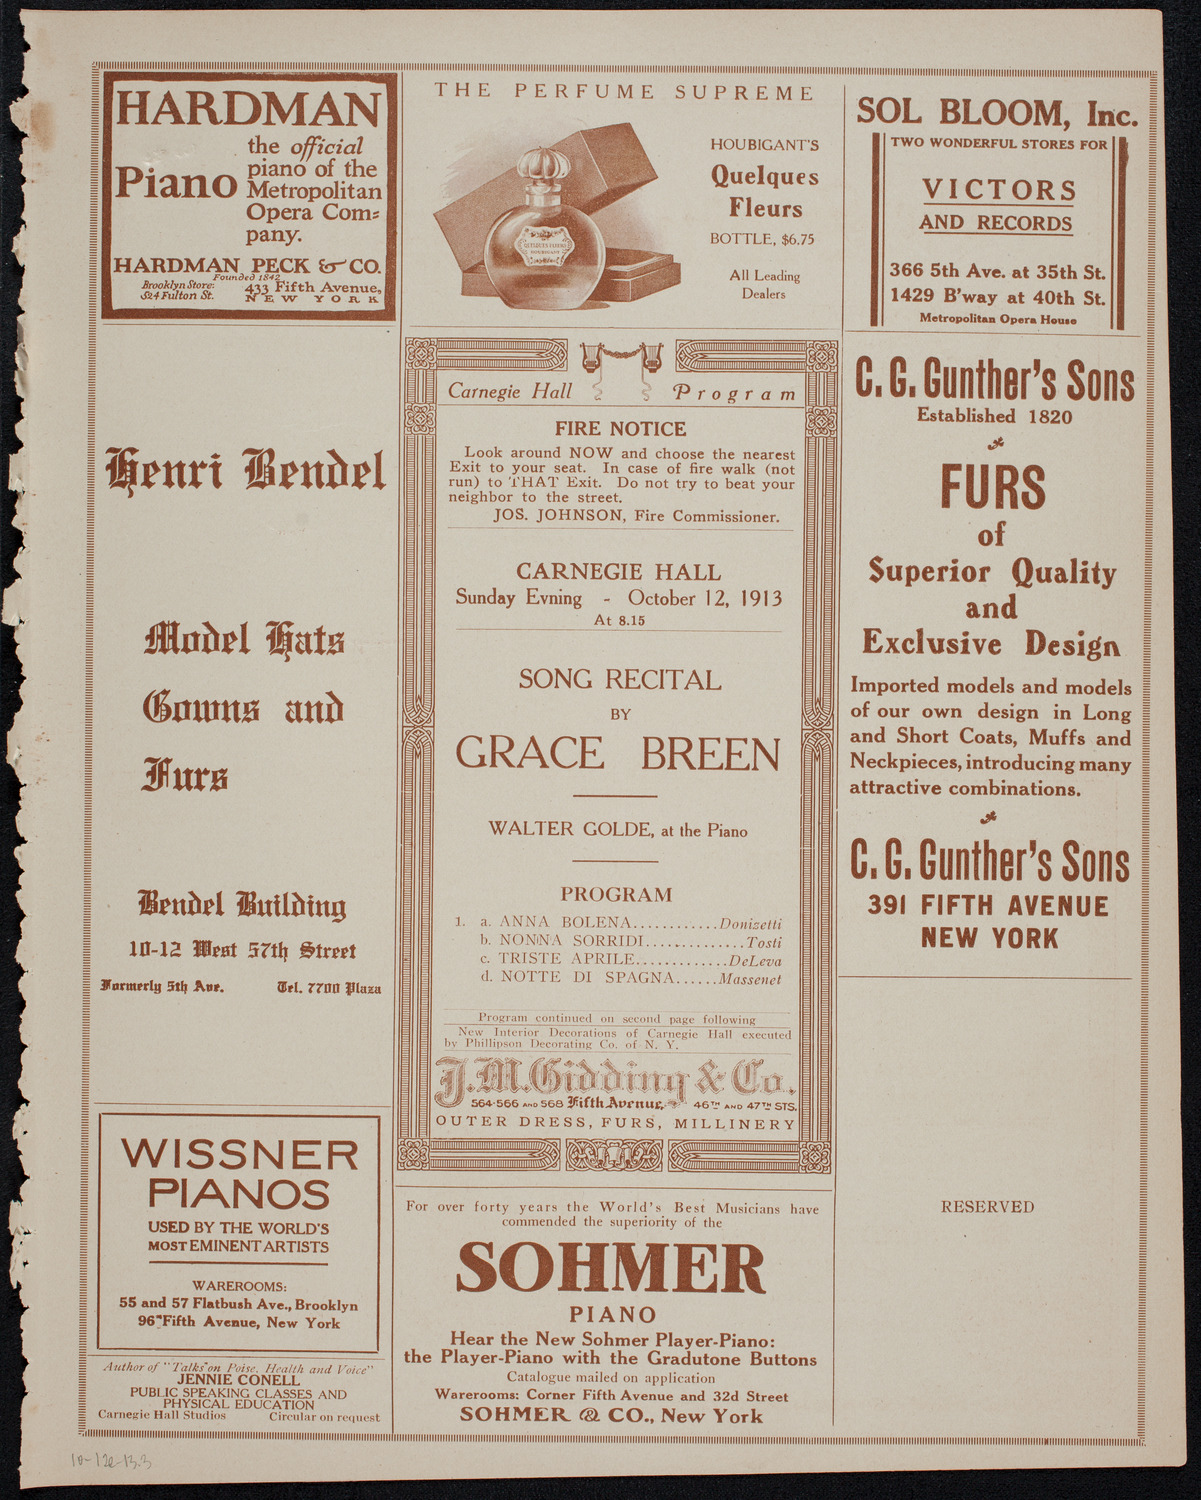 HARDMAN
Piano
the official
piano of the
Metropolitan
Opera Com=
pany.
HARDMAN PECK & CO.
Founded 1842
Brooklyn Store:
524 Fulton St.
433 Fifth Avenue,
NEW YORK
THE PERFUME SUPREME
HOUBIGANT'S
Quelques
Fleurs
BOTTLE, $6.75
All Leading
Dealers
QUELQUES FLEURS
HOUBIGANT
SOL BLOOM, Inc.
TWO WONDERFUL STORES FOR
VICTORS
AND RECORDS
366 5th Ave. at 35th St.
1429 B'way at 40th St.
Metropolitan Opera House
Henri Bendel
Model Hats
Gowns and
Furs
Bendel Building
10-12 West 57th Street
Formerly 5th Ave. Tel. 7700 Plaza
WISSNER
PIANOS
USED BY THE WORLD'S
MOST EMINENT ARTISTS
WAREROOMS:
55 and 57 Flatbush Ave., Brooklyn
96 Fifth Avenue, New York
Author of "Talks on Poise, Health and Voice"
JENNIE CONELL
PUBLIC SPEAKING CLASSES AND
PHYSICAL EDUCATION
Carnegie Hall Studios Circular on request
Carnegie Hall Program
FIRE NOTICE
Look around NOW and choose the nearest
Exit to your seat. In case of fire walk (not
run) to THAT Exit. Do not try to beat your
neighbor to the street.
JOS. JOHNSON, Fire Commissioner.
CARNEGIE HALL
Sunday Evning - October 12, 1913
At 8.15
SONG RECITAL
BY
GRACE BREEN
WALTER GOLDE, at the Piano
PROGRAM
1. a. ANNA BOLENA............Donizetti
b. NONNA SORRIDI..............Tosti
c. TRISTE APRILE.............DeLeva
d. NOTTE DI SPAGNA......Massenet
Program continued on second page following
New Interior Decorations of Carnegie Hall executed
by Phillipson Decorating Co. of N. Y.
J.M. Gidding & Co.
564-566 AND 568 Fifth Avenue, 46TH AND 47TH STS.
OUTER DRESS, FURS, MILLINERY
For over forty years the World's Best Musicians have
commended the superiority of the
SOHMER
PIANO
Hear the New Sohmer Player-Piano:
the Player-Piano with the Gradutone Buttons
Catalogue mailed on application
Warerooms: Corner Fifth Avenue and 32d Street
SOHMER & CO., New York
C. G. Gunther's Sons
Established 1820
FURS
of
Superior Quality
and
Exclusive Design
Imported models and models
of our own design in Long
and Short Coats, Muffs and
Neckpieces, introducing many
attractive combinations.
C. G. Gunther's Sons
391 FIFTH AVENUE
NEW YORK
RESERVED